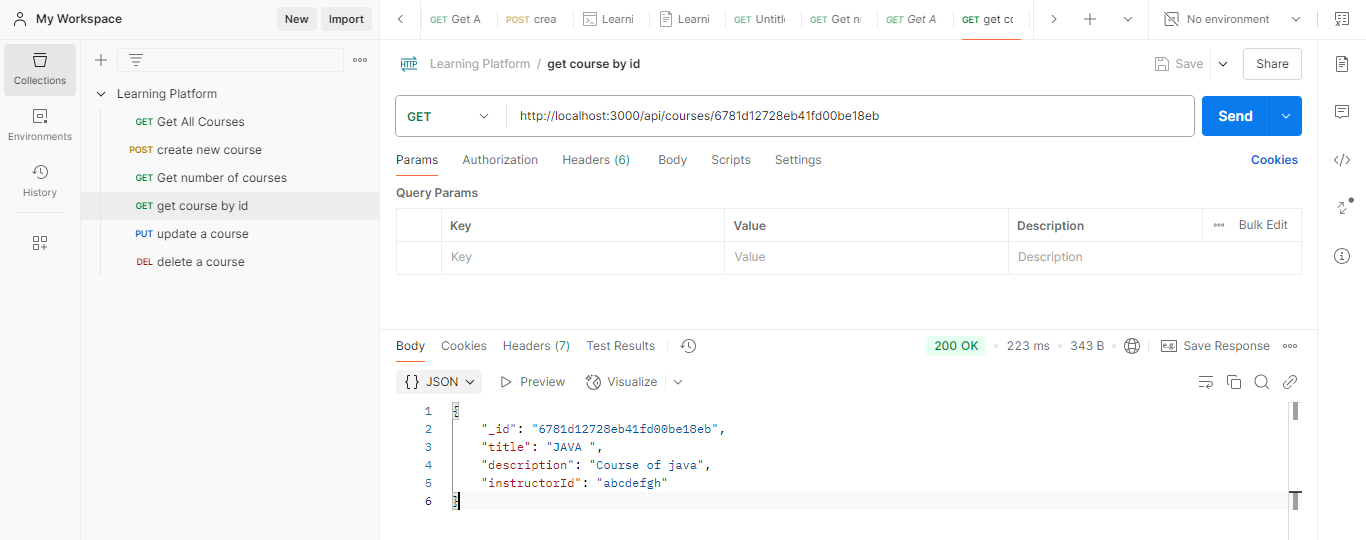 My Workspace
New
Import
GET Get A
POST crea
Learni
Learni
GET Untitl
GET Get nu
GET Get A
GET get co
No environment
Collections
Environments
History
Learning Platform
GET Get All Courses
POST create new course
GET Get number of courses
GET get course by id
PUT update a course
DEL delete a course
HTTP
Learning Platform / get course by id
Save
Share
GET
http://localhost:3000/api/courses/6781d12728eb41fd00be18eb
Send
Params Authorization Headers (6) Body Scripts Settings Cookies
Query Params
Key Value Description Bulk Edit
Key Value Description
Body Cookies Headers (7) Test Results 200 OK • 223 ms • 343 B • e.g. Save Response
{} JSON Preview Visualize
1 {
2 "_id": "6781d12728eb41fd00be18eb",
3 "title": "JAVA ",
4 "description": "Course of java",
5 "instructorId": "abcdefgh"
6 }